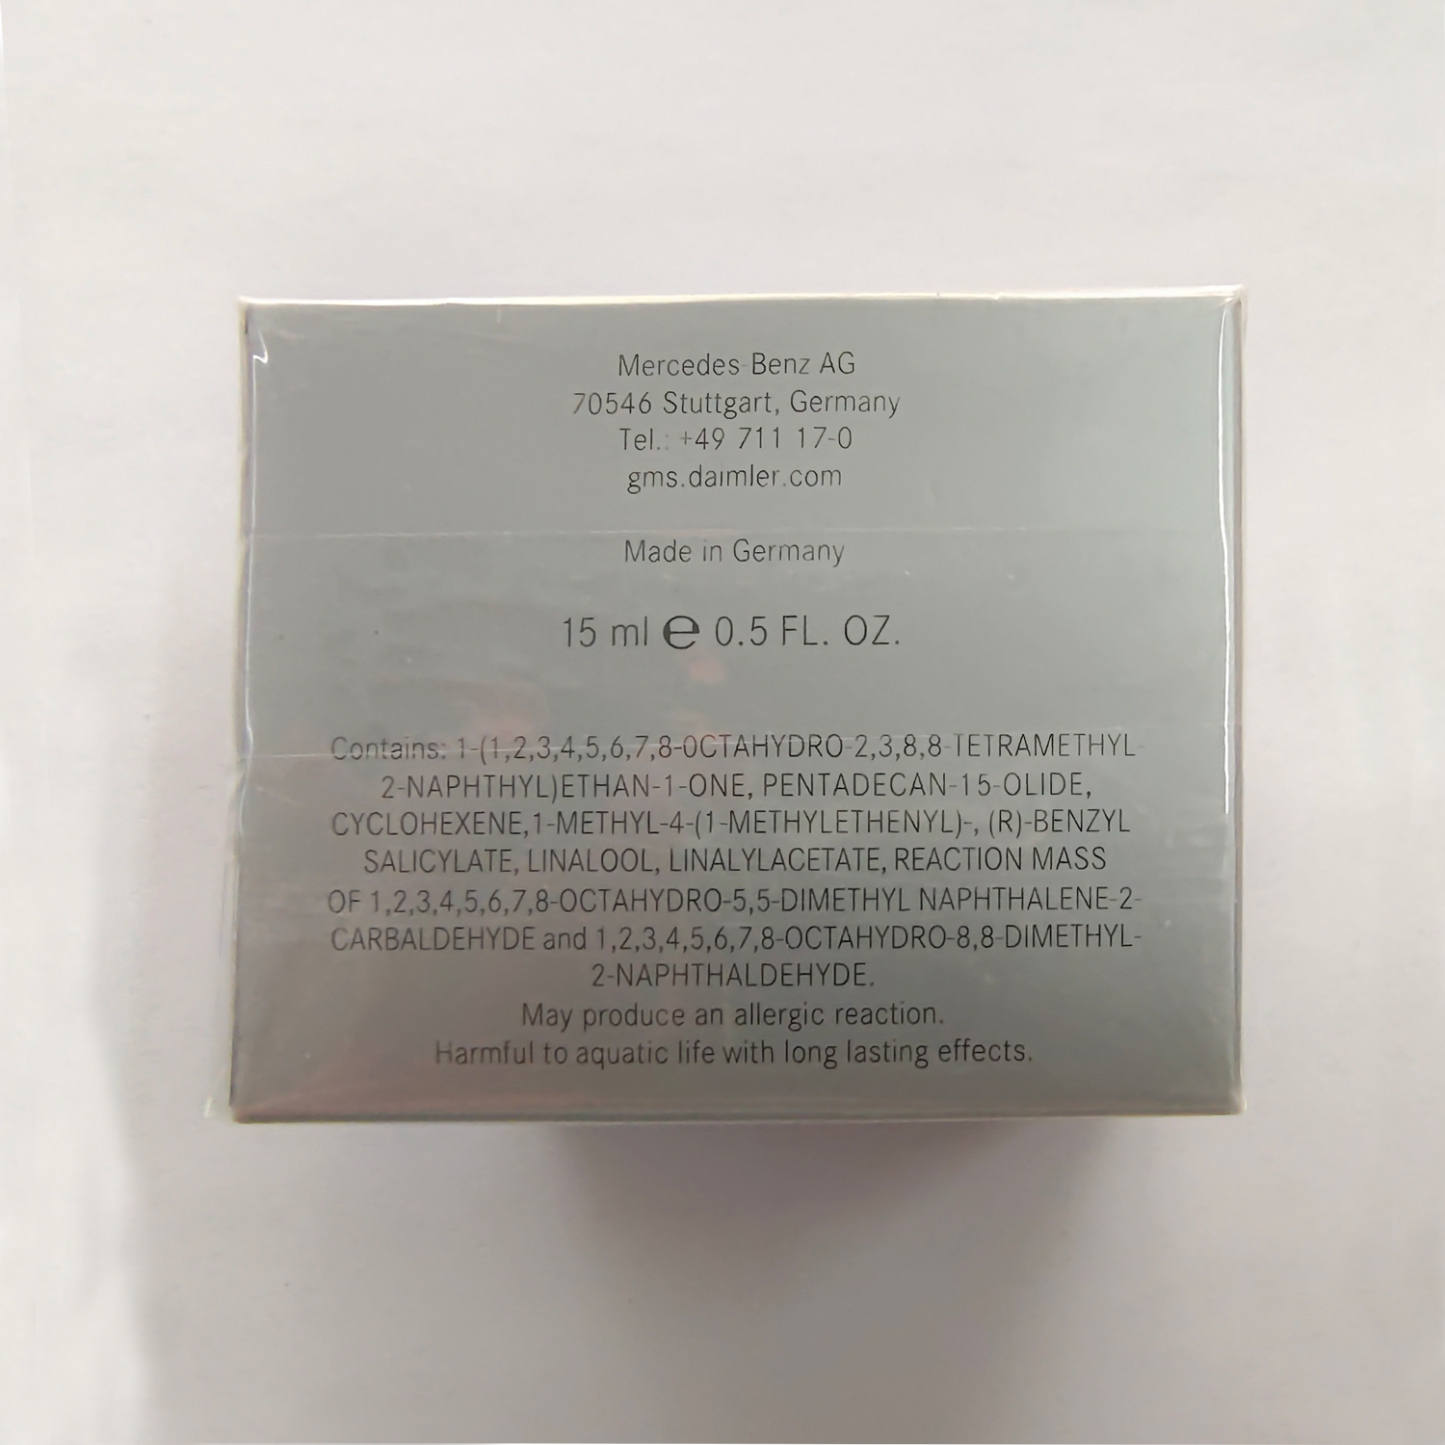 Mercedes-Benz AG
70546 Stuttgart, Germany
Tel.: +49 711 17-0
gms.daimler.com
Made in Germany
15 ml ℮ 0.5 FL. OZ.
Contains: 1-(1,2,3,4,5,6,7,8-OCTAHYDRO-2,3,8,8-TETRAMETHYL-
2-NAPHTHYL)ETHAN-1-ONE, PENTADECAN-15-OLIDE,
CYCLOHEXENE,1-METHYL-4-(1-METHYLETHENYL)-, (R)-BENZYL
SALICYLATE, LINALOOL, LINALYLACETATE, REACTION MASS
OF 1,2,3,4,5,6,7,8-OCTAHYDRO-5,5-DIMETHYL NAPHTHALENE-2-
CARBALDEHYDE and 1,2,3,4,5,6,7,8-OCTAHYDRO-8,8-DIMETHYL-
2-NAPHTHALDEHYDE.
May produce an allergic reaction.
Harmful to aquatic life with long lasting effects.